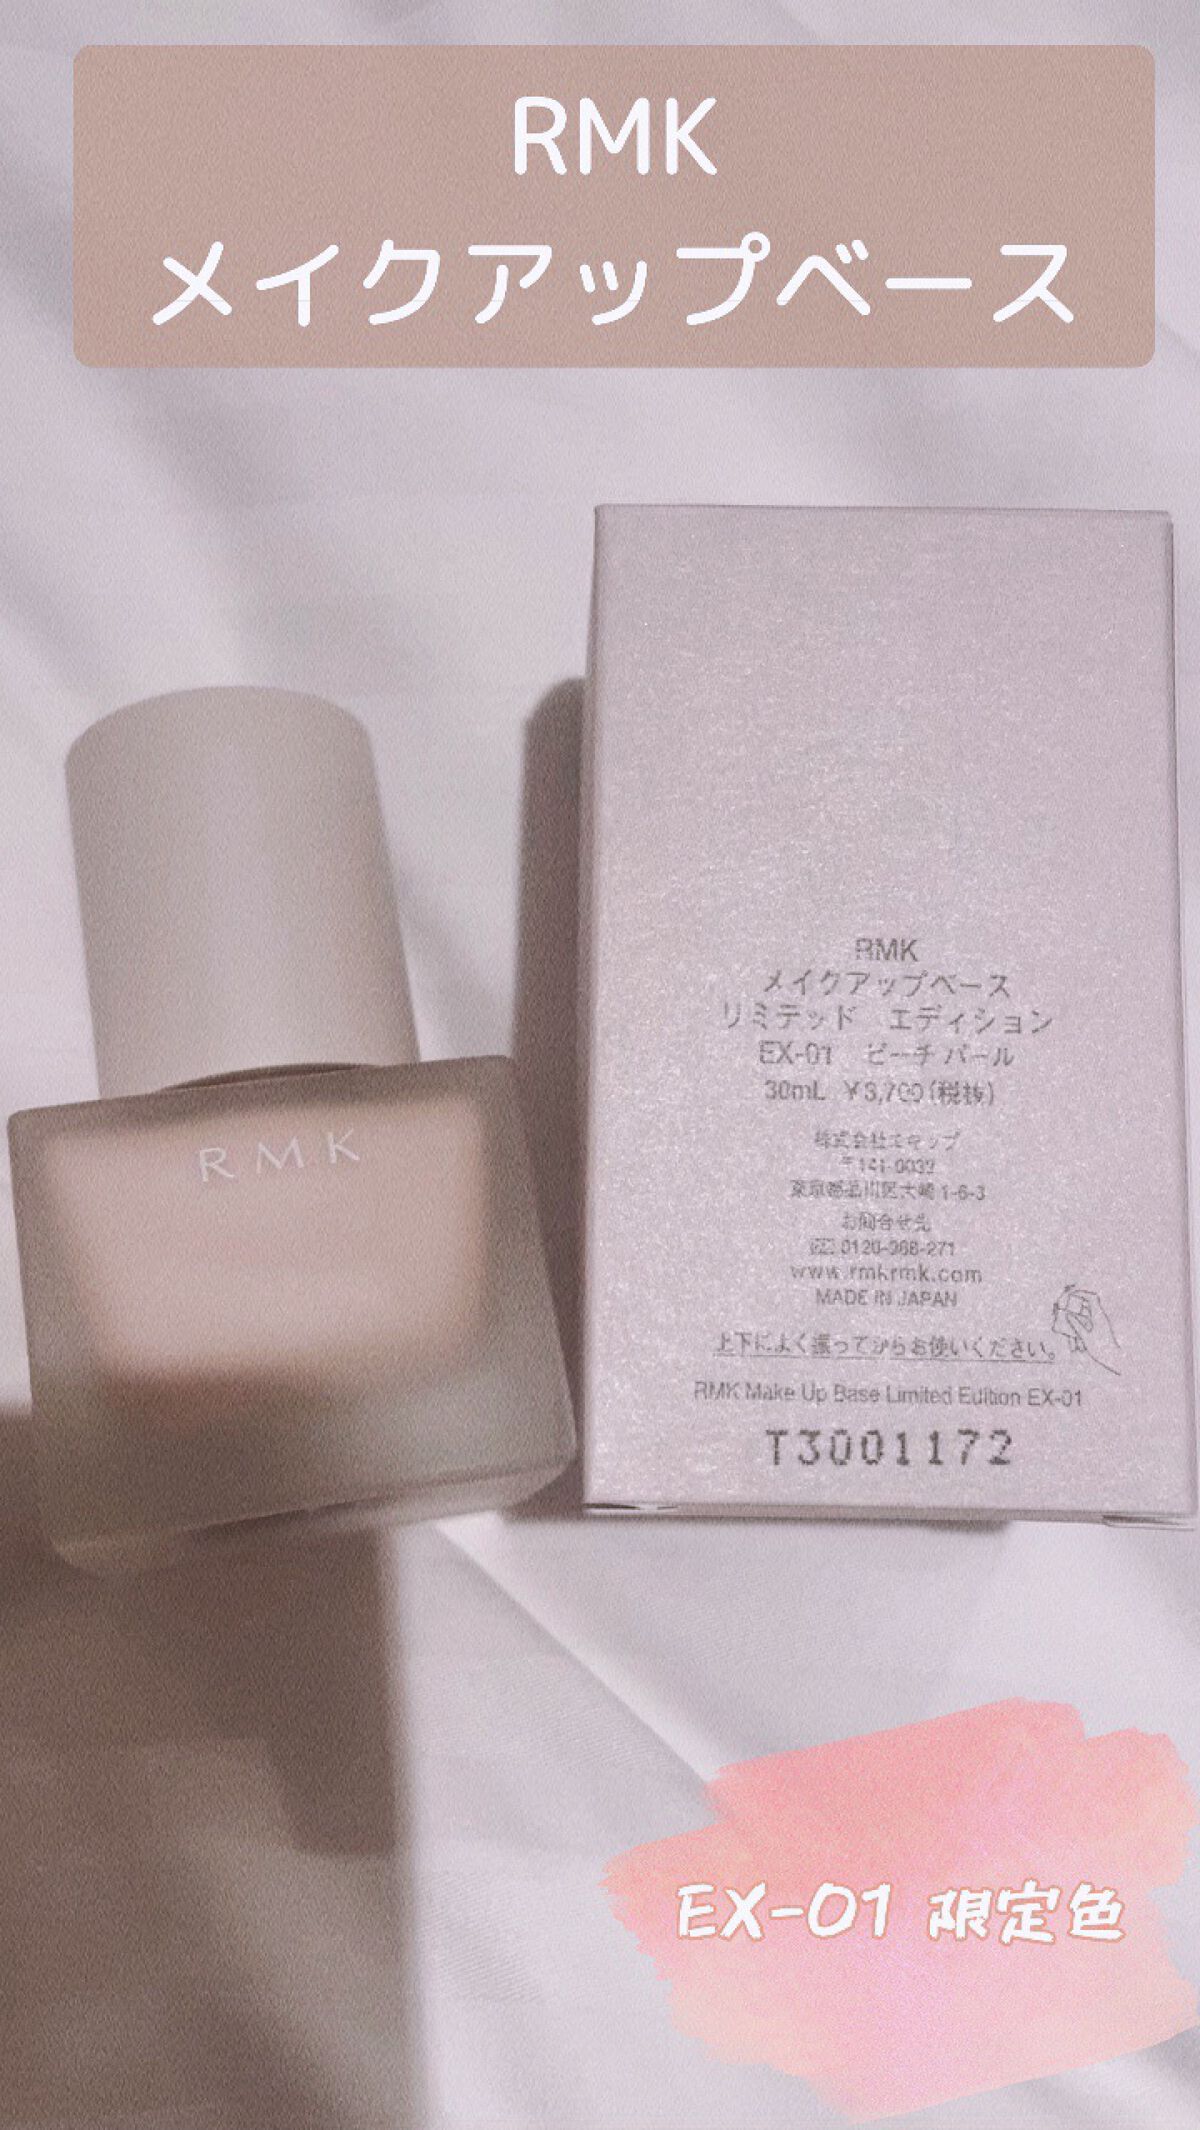 RMK
メイクアップベース
RMK
RMK
メイクアップベース
リミテッド エディション
EX-01 ピーチ パール
30mL ¥3,700(税抜)
株式会社エキップ
〒141-0032
東京都品川区大崎 1-6-3
お問合せ先
0120-988-271
www.rmkrmk.com
MADE IN JAPAN
上下によく振ってからお使いください。
RMK Make Up Base Limited Edition EX-01
T3001172
EX-01 限定色